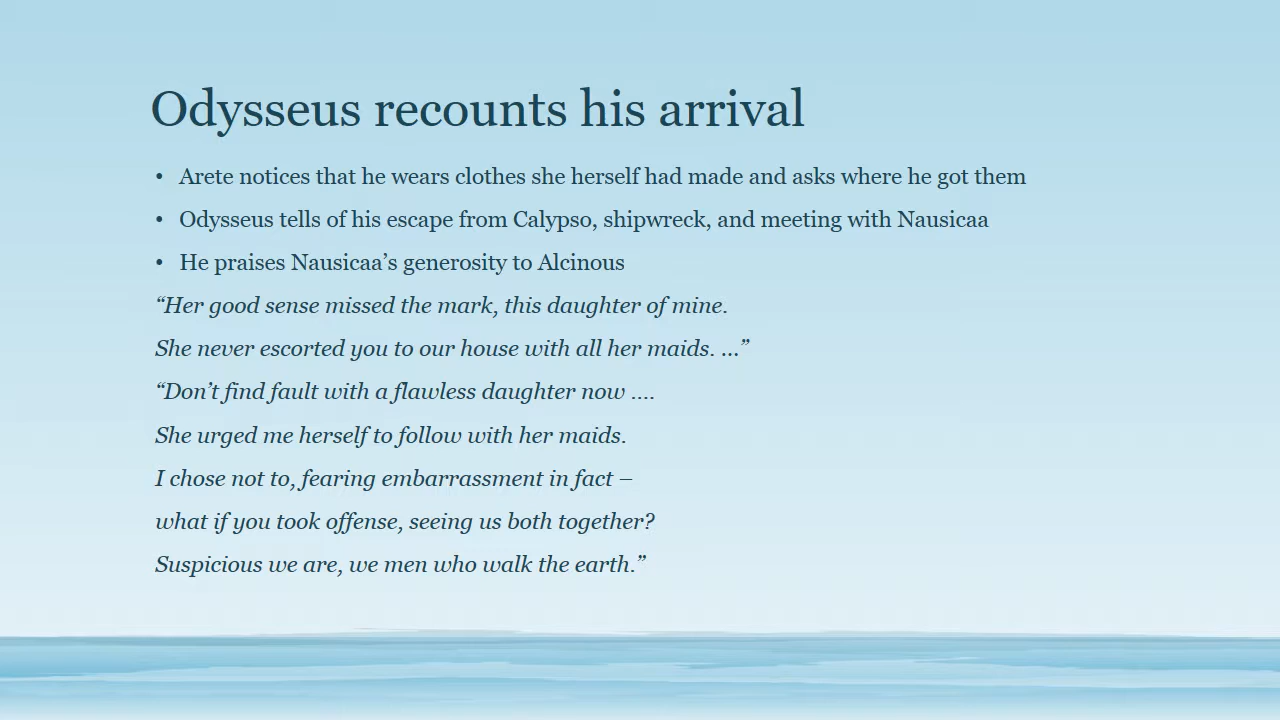 Odysseus recounts his arrival
• Arete notices that he wears clothes she herself had made and asks where he got them
• Odysseus tells of his escape from Calypso, shipwreck, and meeting with Nausicaa
• He praises Nausicaa’s generosity to Alcinous
“Her good sense missed the mark, this daughter of mine.
She never escorted you to our house with all her maids. …”
“Don’t find fault with a flawless daughter now ….
She urged me herself to follow with her maids.
I chose not to, fearing embarrassment in fact –
what if you took offense, seeing us both together?
Suspicious we are, we men who walk the earth.”